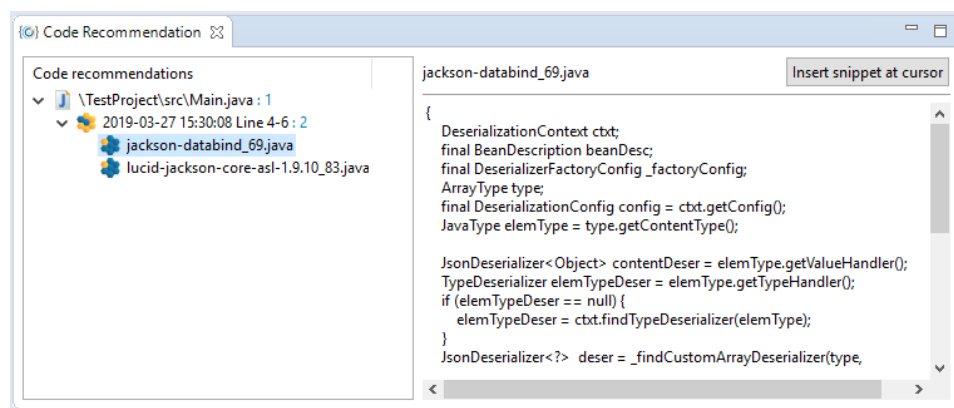 Code Recommendation
Code recommendations
\TestProject\src\Main.java : 1
2019-03-27 15:30:08 Line 4-6 : 2
jackson-databind_69.java
lucid-jackson-core-asl-1.9.10_83.java
jackson-databind_69.java
Insert snippet at cursor
{
DeserializationContext ctxt;
final BeanDescription beanDesc;
final DeserializerFactoryConfig _factoryConfig;
ArrayType type;
final DeserializationConfig config = ctxt.getConfig();
JavaType elemType = type.getContentType();
JsonDeserializer<Object> contentDeser = elemType.getValueHandler();
TypeDeserializer elemTypeDeser = elemType.getTypeHandler();
if (elemTypeDeser == null) {
elemTypeDeser = ctxt.findTypeDeserializer(elemType);
}
JsonDeserializer<?>  deser = _findCustomArrayDeserializer(type,